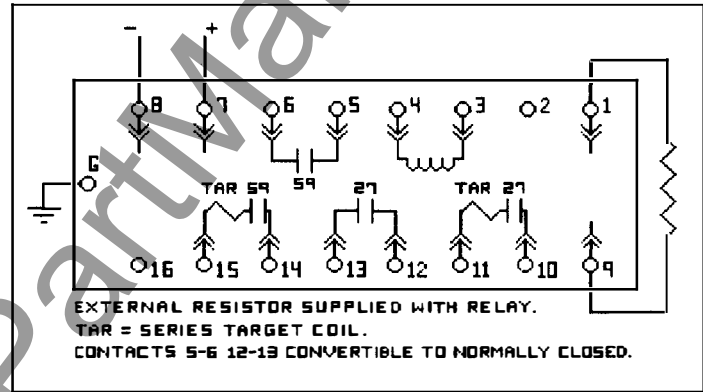 - +
8 7 6 5 4 3 2 1
59
G
TAR 59 27 TAR 27
16 15 14 13 12 11 10 9
EXTERNAL RESISTOR SUPPLIED WITH RELAY.
TAR = SERIES TARGET COIL.
CONTACTS 5-6 12-13 CONVERTIBLE TO NORMALLY CLOSED.